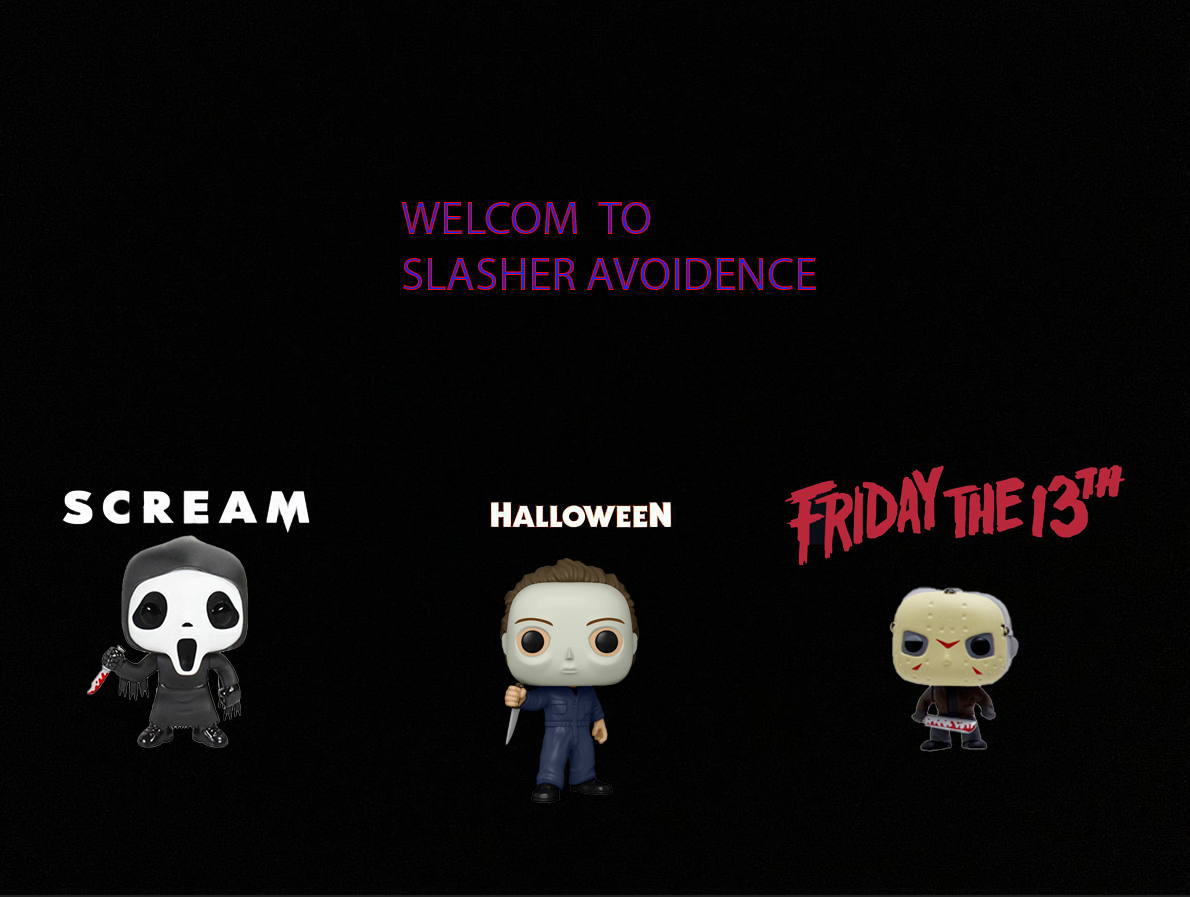 WELCOM TO
SLASHER AVOIDENCE
SCREAM
HALLOWEEN
FRIDAY THE 13TH